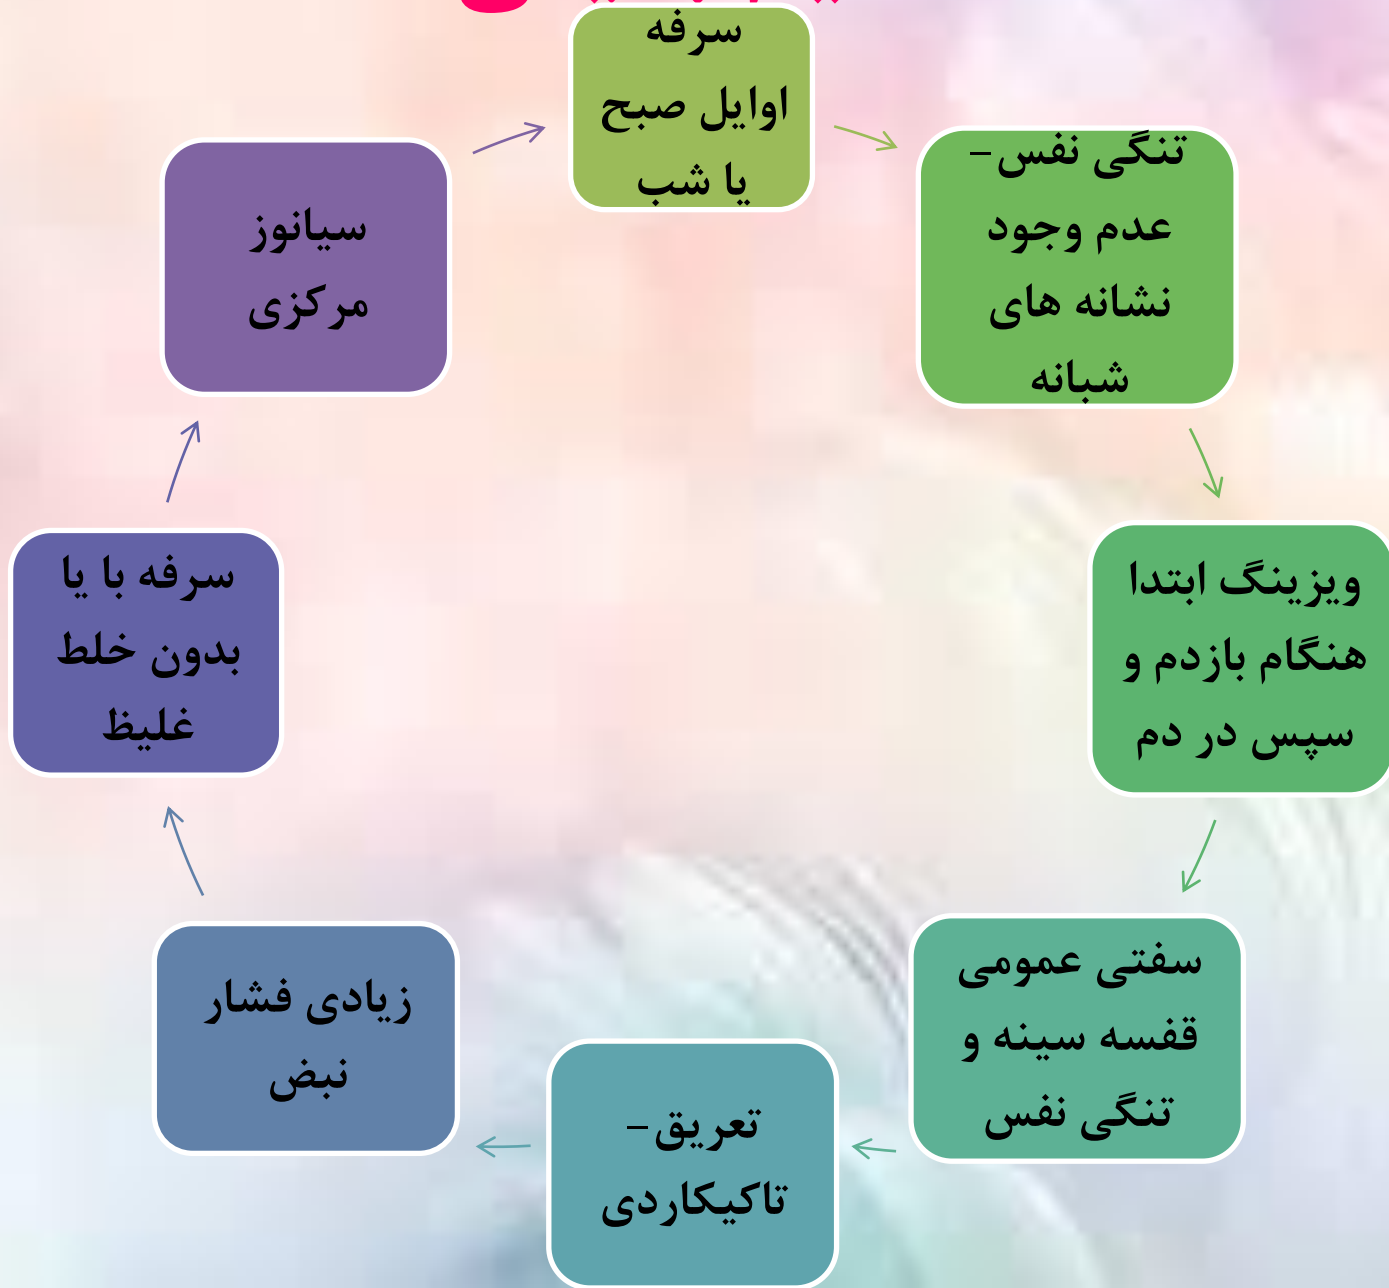 سرفه
اوایل صبح
یا شب
تنگی نفس-
عدم وجود
نشانه های
شبانه
ویزینگ ابتدا
هنگام بازدم و
سپس در دم
سفتی عمومی
قفسه سینه و
تنگی نفس
تعریق-
تاکیکاردی
زیادی فشار
نبض
سرفه با یا
بدون خلط
غلیظ
سیانوز
مرکزی